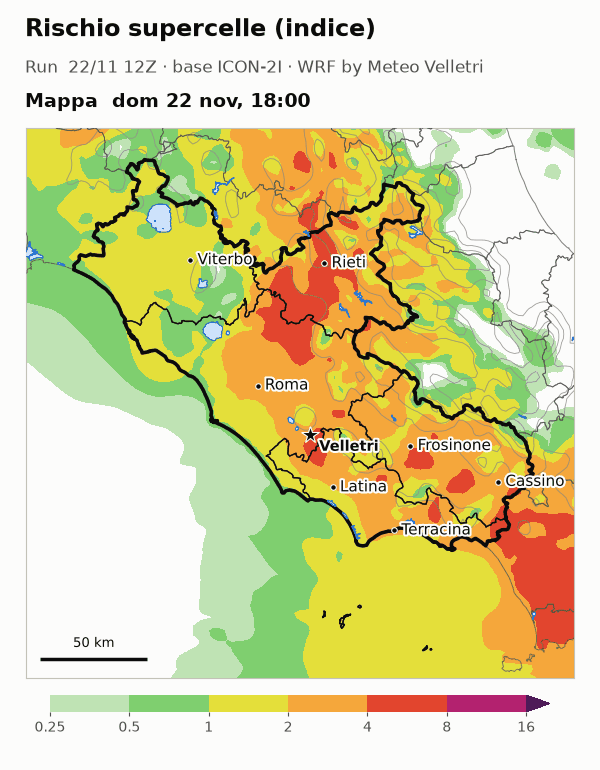 Rischio supercelle (indice)
Run  22/11 12Z · base ICON-2I · WRF by Meteo Velletri
Mappa  dom 22 nov, 18:00
Viterbo
Rieti
Roma
Velletri
Frosinone
Cassino
Latina
Terracina
50 km
0.25 0.5 1 2 4 8 16